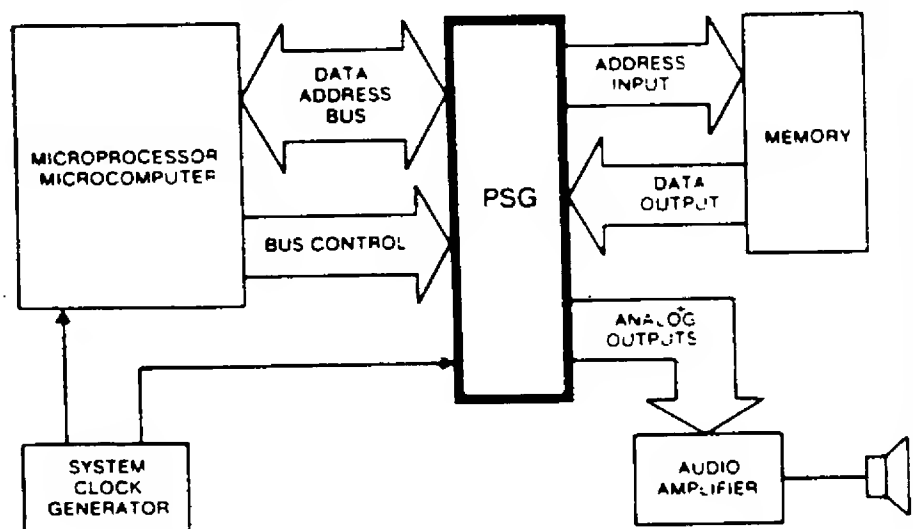 DATA
ADDRESS
BUS
ADDRESS
INPUT
MICROPROCESSOR
MICROCOMPUTER
PSG
MEMORY
DATA
OUTPUT
BUS CONTROL
ANALOG
OUTPUTS
SYSTEM
CLOCK
GENERATOR
AUDIO
AMPLIFIER